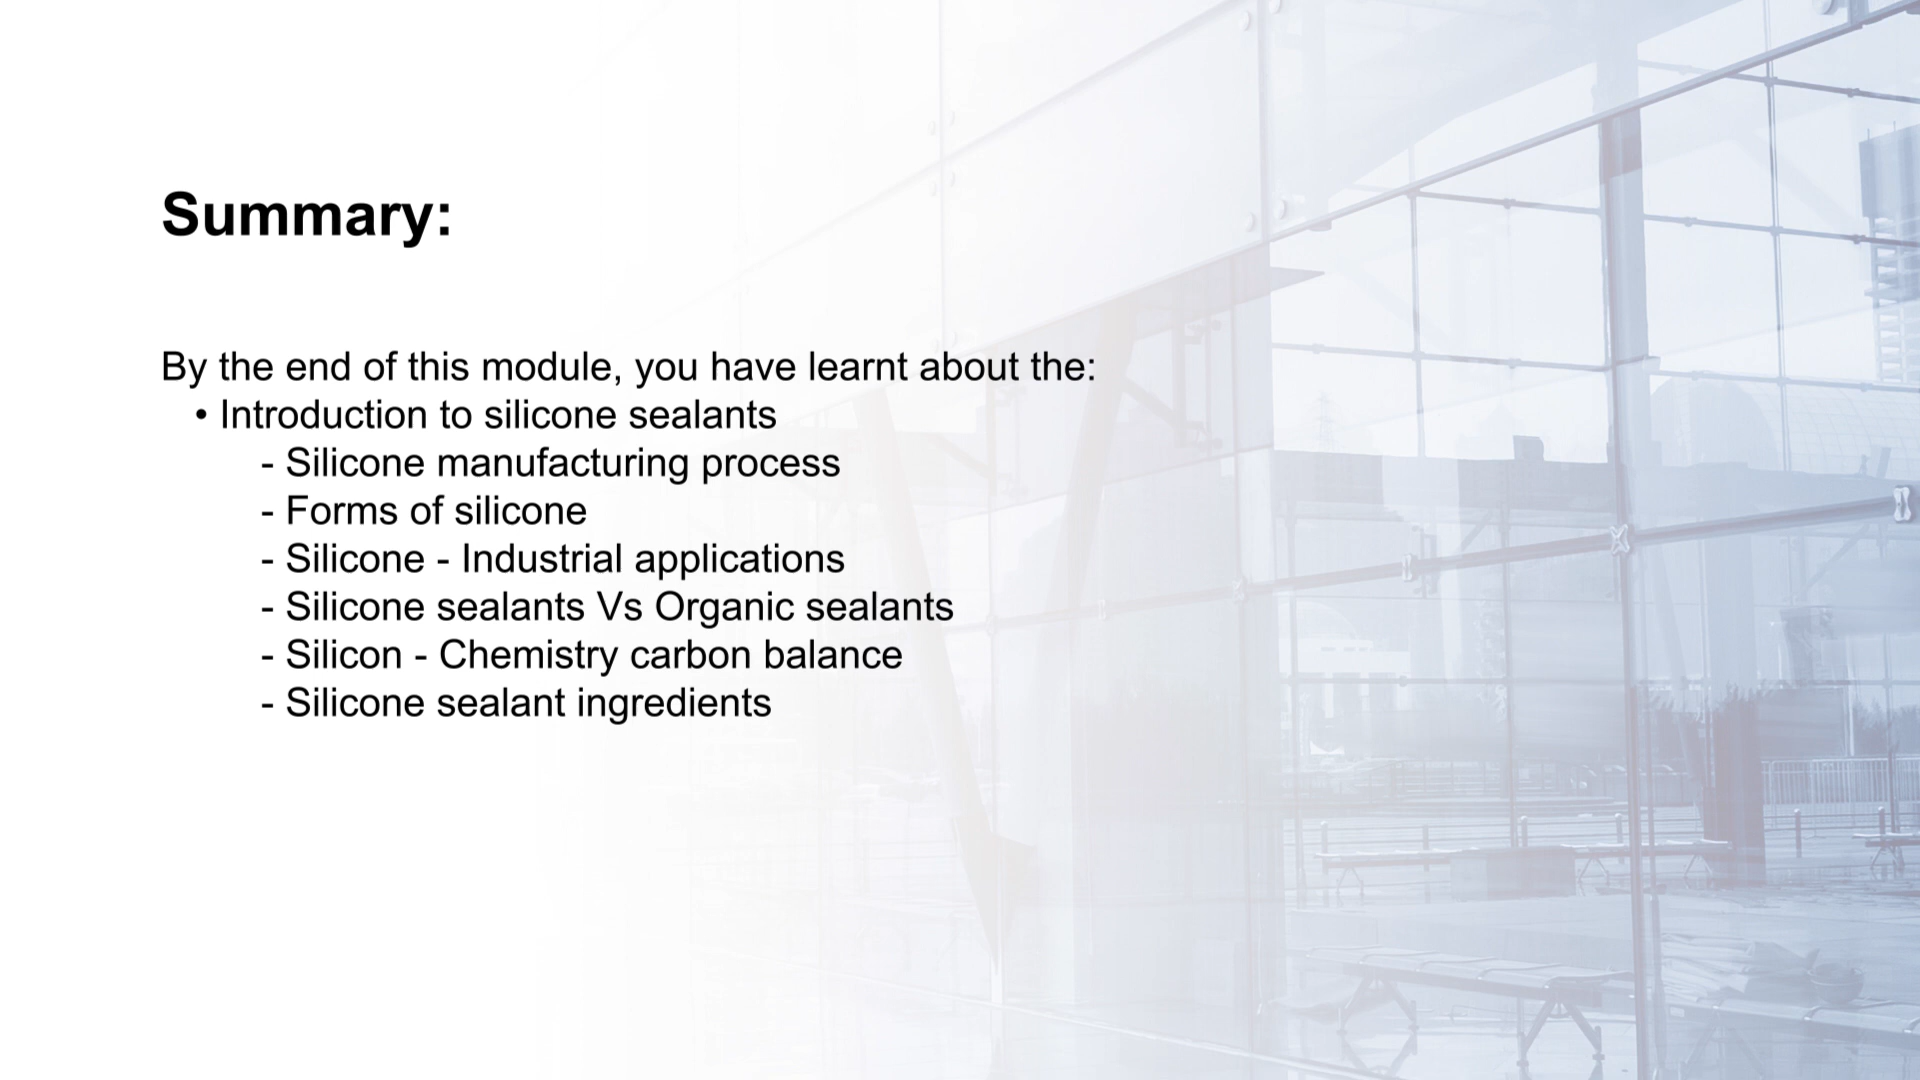 Summary:
By the end of this module, you have learnt about the:
• Introduction to silicone sealants
- Silicone manufacturing process
- Forms of silicone
- Silicone - Industrial applications
- Silicone sealants Vs Organic sealants
- Silicon - Chemistry carbon balance
- Silicone sealant ingredients